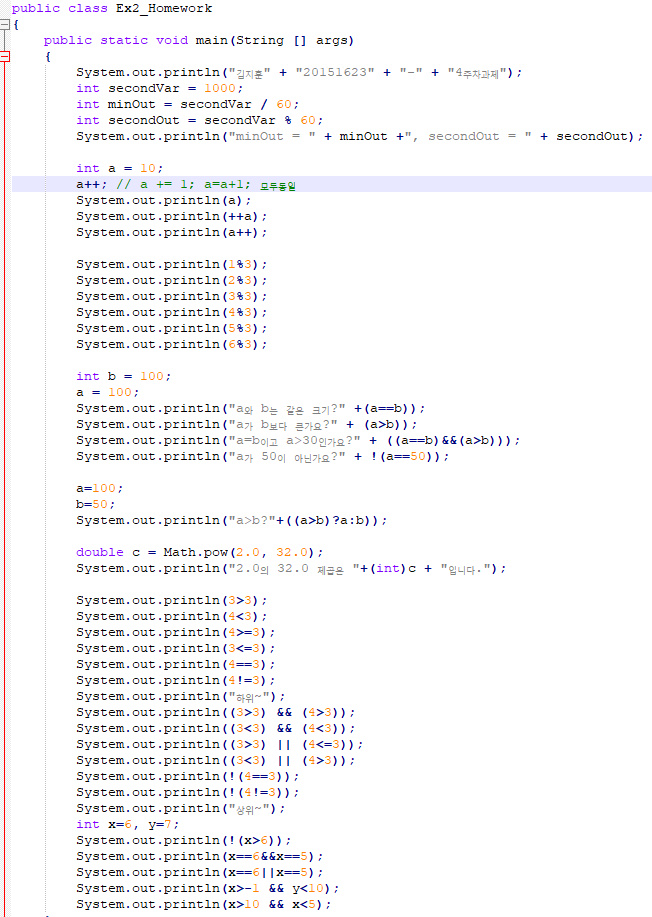 public class Ex2_Homework
{
public static void main(String [] args)
{
System.out.println("김지훈" + "20151623" + "-" + "4주차과제");
int secondVar = 1000;
int minOut = secondVar / 60;
int secondOut = secondVar % 60;
System.out.println("minOut = " + minOut +", secondOut = " + secondOut);
int a = 10;
a++; // a += 1; a=a+1; 모두동일
System.out.println(a);
System.out.println(++a);
System.out.println(a++);
System.out.println(1%3);
System.out.println(2%3);
System.out.println(3%3);
System.out.println(4%3);
System.out.println(5%3);
System.out.println(6%3);
int b = 100;
a = 100;
System.out.println("a와 b는 같은 크기?" +(a==b));
System.out.println("a가 b보다 큰가요?" + (a>b));
System.out.println("a=b이고 a>30인가요?" + ((a==b)&&(a>b)));
System.out.println("a가 50이 아닌가요?" + !(a==50));
a=100;
b=50;
System.out.println("a>b?"+((a>b)?a:b));
double c = Math.pow(2.0, 32.0);
System.out.println("2.0의 32.0 제곱은 "+(int)c + "입니다.");
System.out.println(3>3);
System.out.println(4<3);
System.out.println(4>=3);
System.out.println(3<=3);
System.out.println(4==3);
System.out.println(4!=3);
System.out.println("하위~");
System.out.println((3>3) && (4>3));
System.out.println((3<3) && (4<3));
System.out.println((3>3) || (4<=3));
System.out.println((3<3) || (4>3));
System.out.println(!(4==3));
System.out.println(!(4!=3));
System.out.println("상위~");
int x=6, y=7;
System.out.println(!(x>6));
System.out.println(x==6&&x==5);
System.out.println(x==6||x==5);
System.out.println(x>-1 && y<10);
System.out.println(x>10 && x<5);